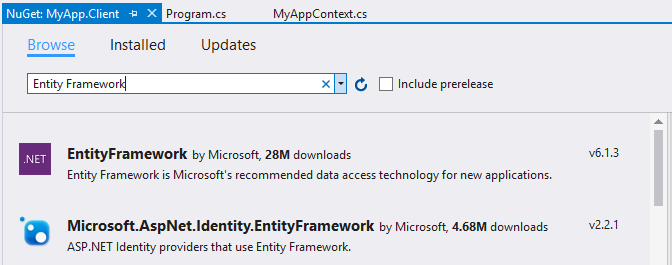 NuGet: MyApp.Client Program.cs MyAppContext.cs
Browse Installed Updates
Entity Framework Include prerelease
.NET EntityFramework by Microsoft, 28M downloads v6.1.3
Entity Framework is Microsoft's recommended data access technology for new applications.
Microsoft.AspNet.Identity.EntityFramework by Microsoft, 4.68M downloads v2.2.1
ASP.NET Identity providers that use Entity Framework.